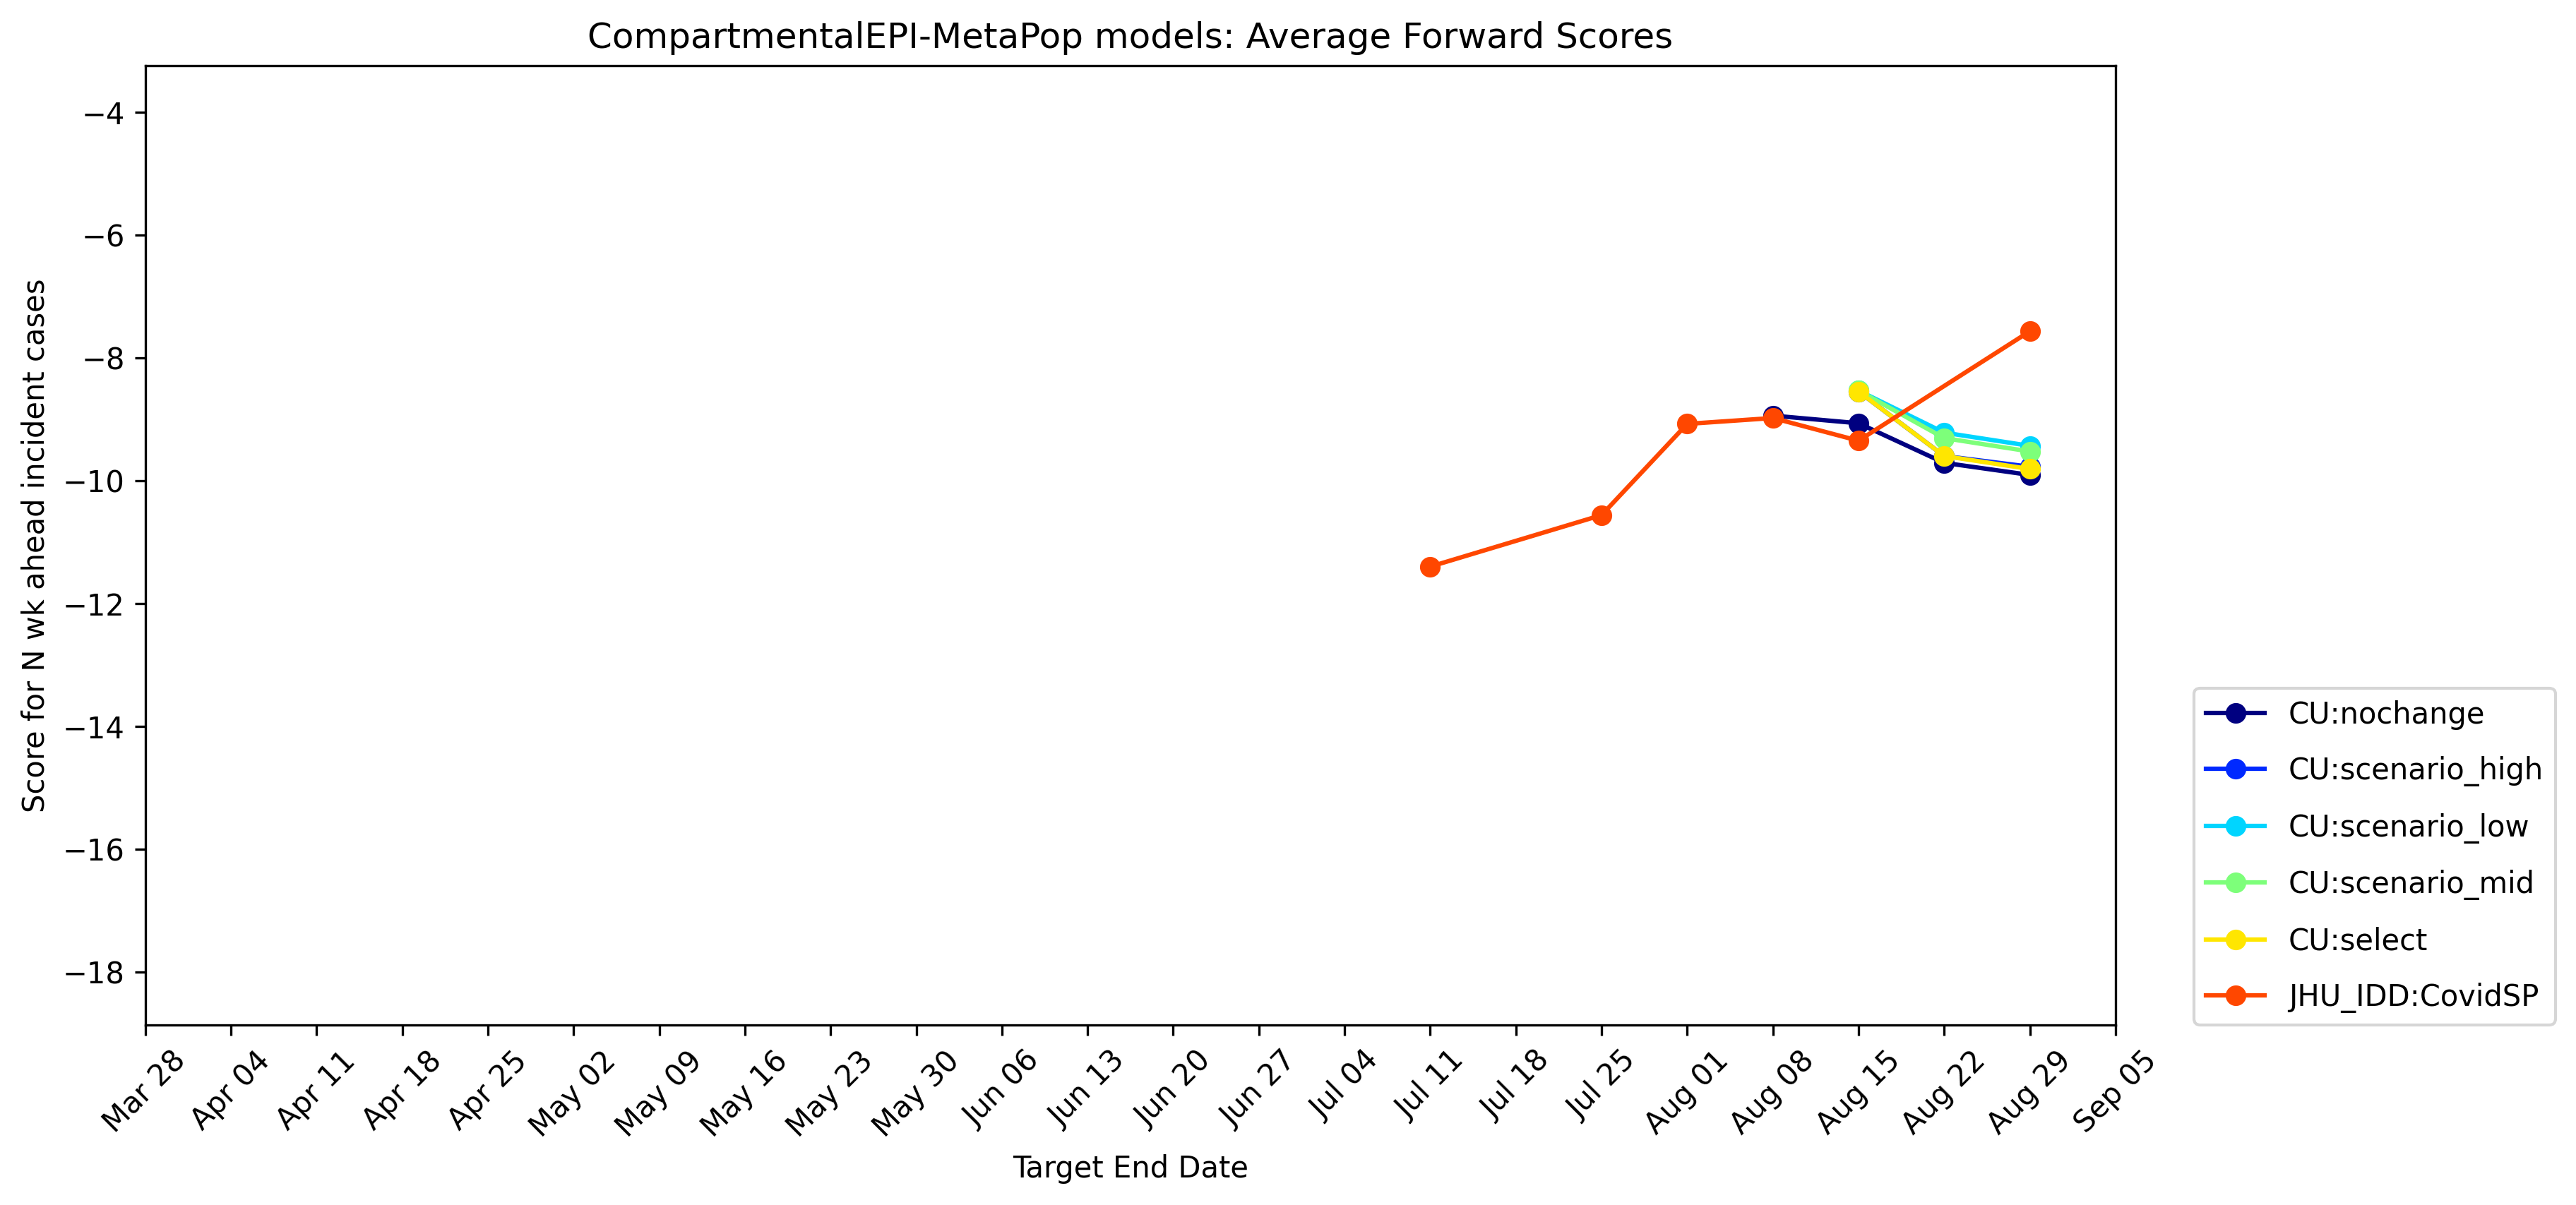 CompartmentalEPI-MetaPop models: Average Forward Scores
Score for N wk ahead incident cases
−4
−6
−8
−10
−12
−14
−16
−18
Mar 28
Apr 04
Apr 11
Apr 18
Apr 25
May 02
May 09
May 16
May 23
May 30
Jun 06
Jun 13
Jun 20
Jun 27
Jul 04
Jul 11
Jul 18
Jul 25
Aug 01
Aug 08
Aug 15
Aug 22
Aug 29
Sep 05
Target End Date
CU:nochange
CU:scenario_high
CU:scenario_low
CU:scenario_mid
CU:select
JHU_IDD:CovidSP